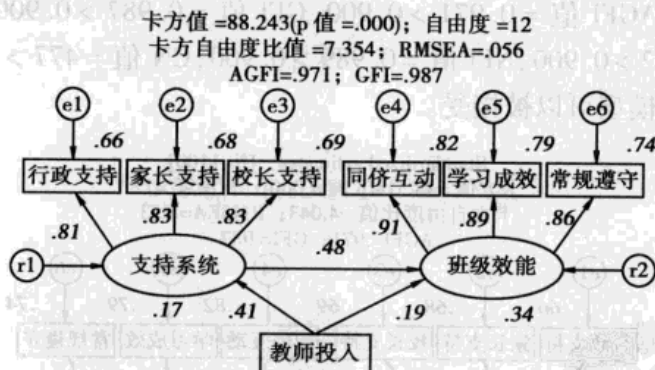 卡方值=88.243(p 值=.000)；自由度=12
卡方自由度比值=7.354；RMSEA=.056
AGFI=.971；GFI=.987
e1 e2 e3 e4 e5 e6
.66 .68 .69 .82 .79 .74
行政支持 家长支持 校长支持 同侪互动 学习成效 常规遵守
.81 .83 .83 .91 .89 .86
.48
r1 支持系统 班级效能 r2
.17 .41 .19 .34
教师投入